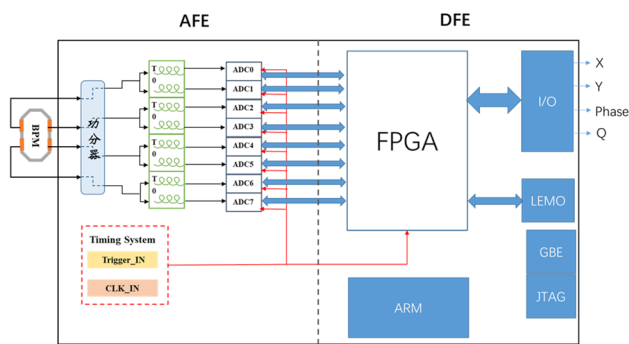 AFE
DFE
BPM
功分器
T
0
T
0
T
0
T
0
ADC0
ADC1
ADC2
ADC3
ADC4
ADC5
ADC6
ADC7
FPGA
I/O
X
Y
Phase
Q
LEMO
GBE
JTAG
ARM
Timing System
Trigger_IN
CLK_IN